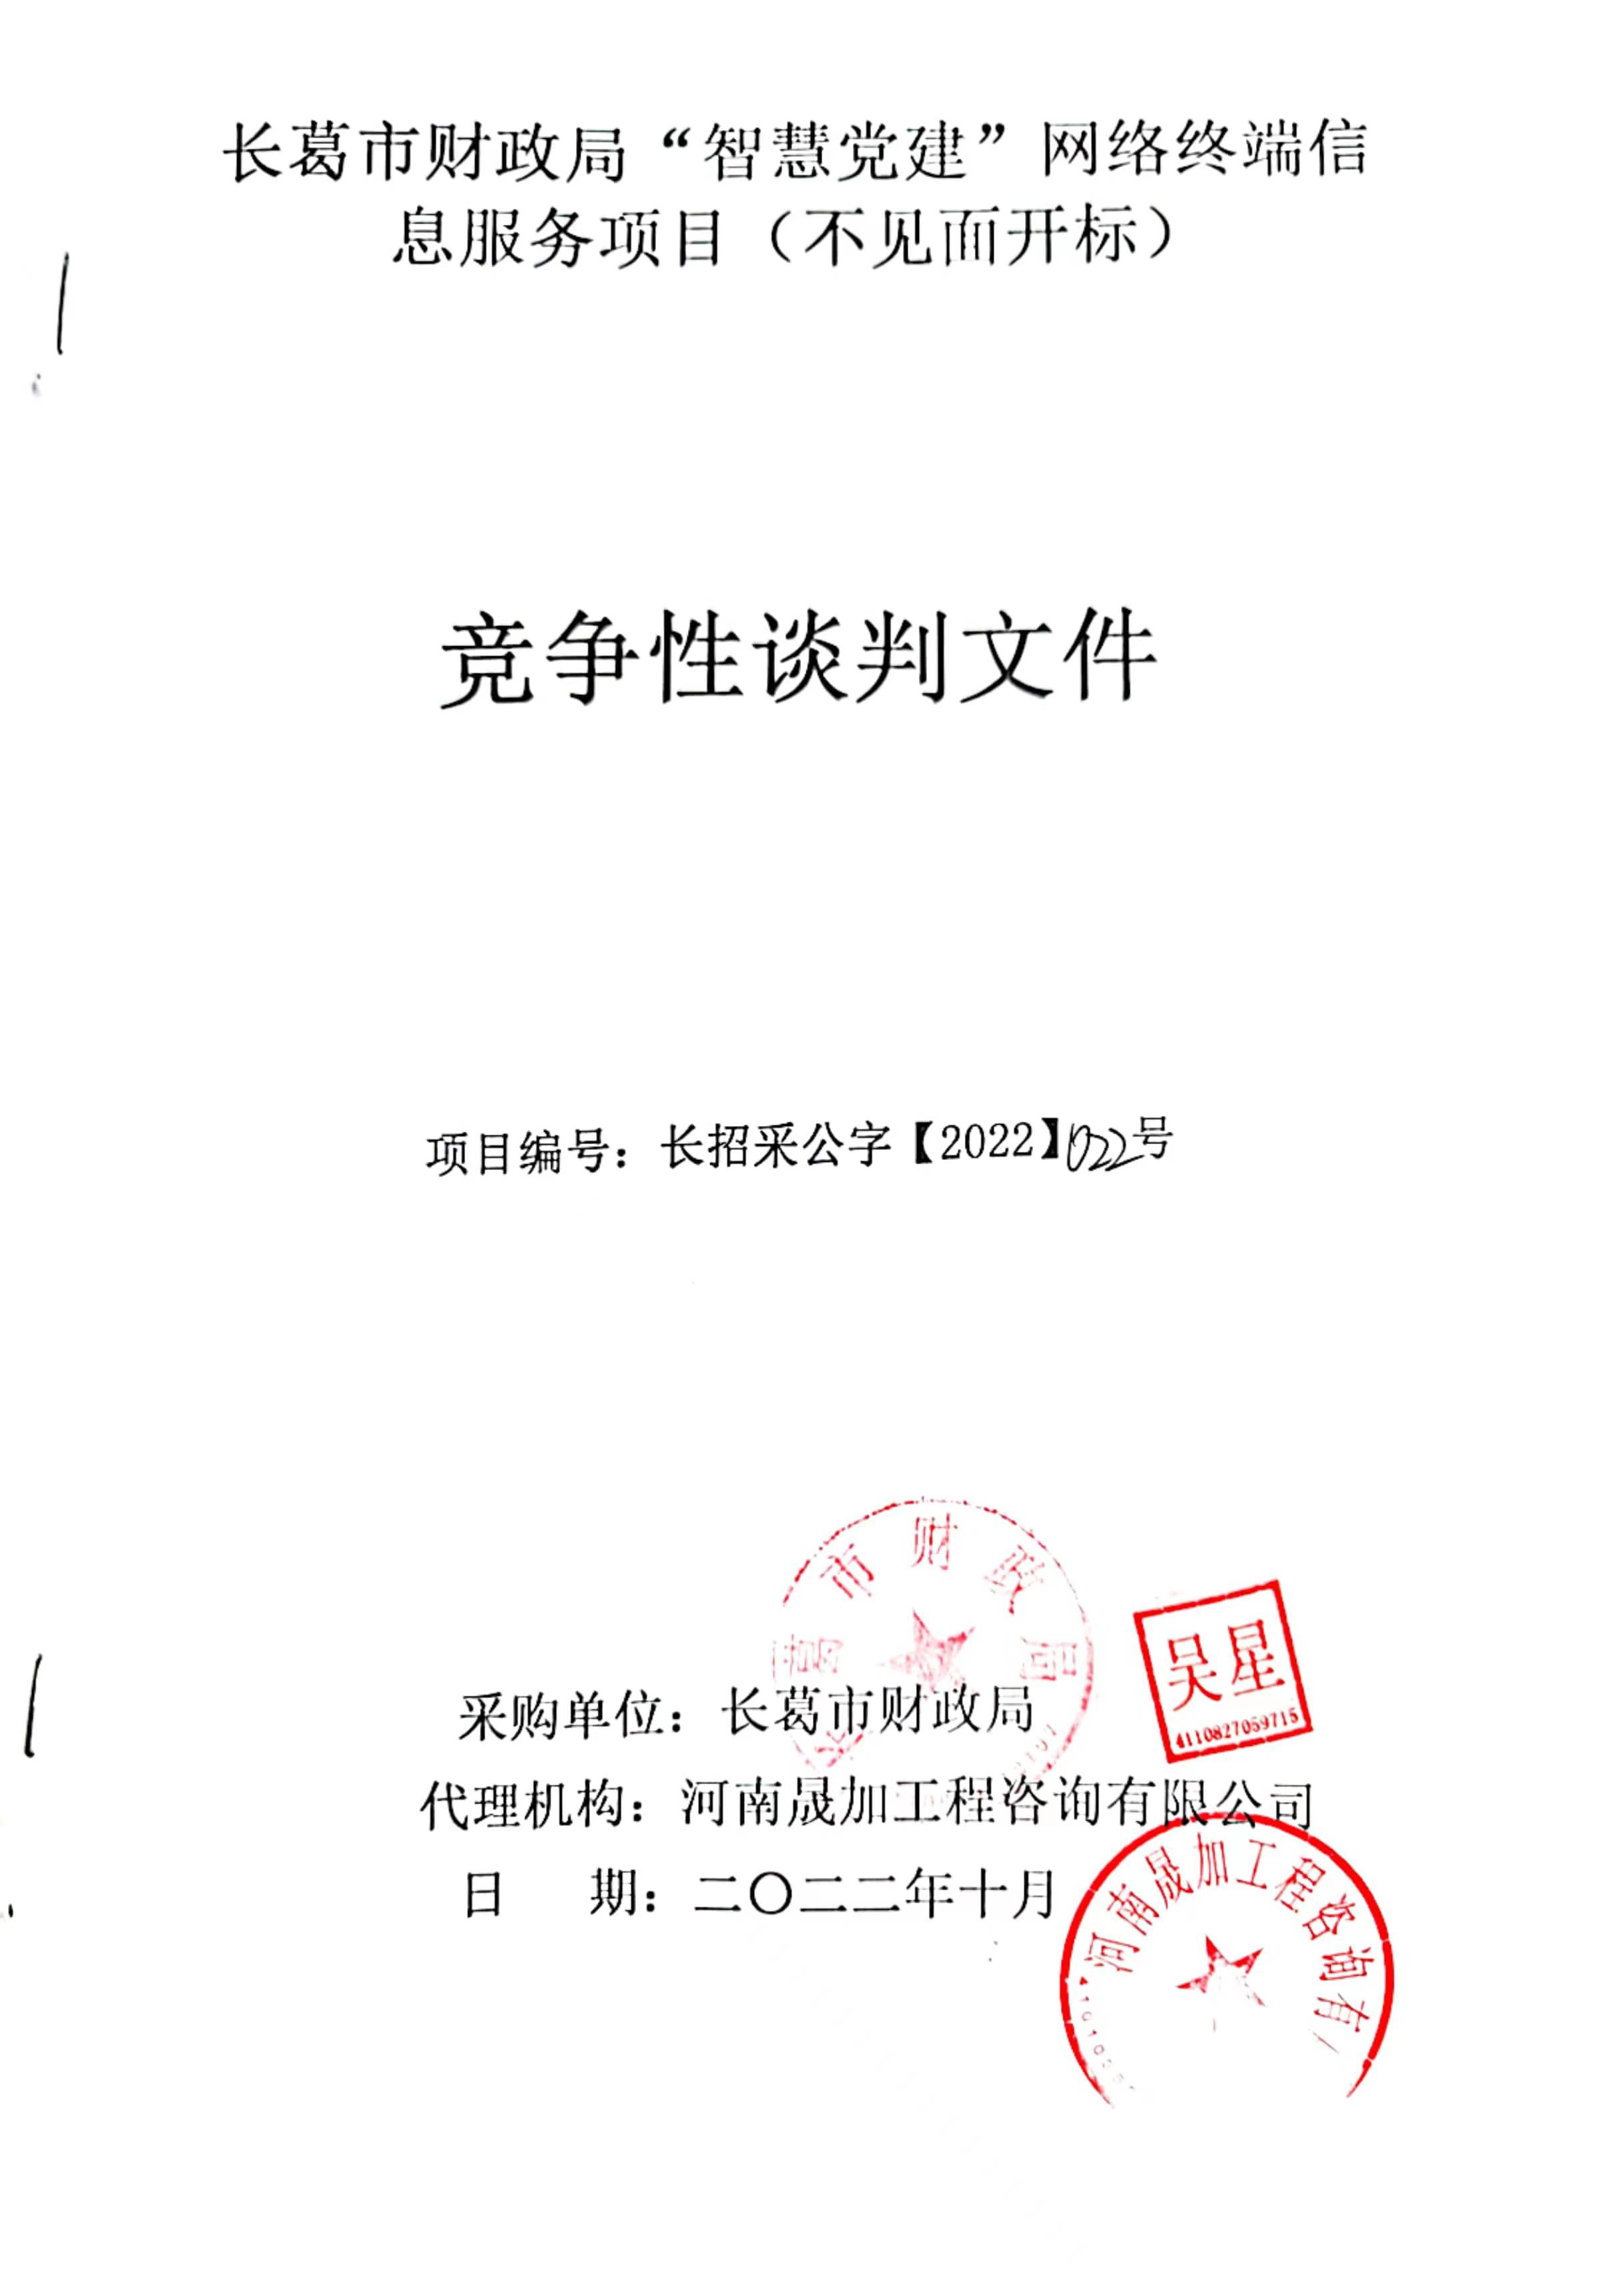 长葛市财政局“智慧党建”网络终端信
息服务项目（不见面开标）
竞争性谈判文件
项目编号：长招采公字【2022】022号
市财政局
吴星
4110827059715
采购单位：长葛市财政局
代理机构：河南晟加工程咨询有限公司
日 期：二〇二二年十月
河南晟加工程咨询有